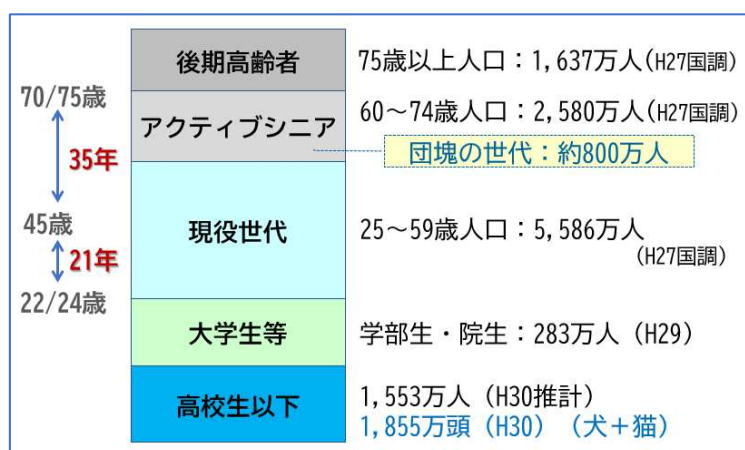 後期高齢者
75歳以上人口：1,637万人(H27国調)
70/75歳
アクティブシニア
60～74歳人口：2,580万人(H27国調)
35年
団塊の世代：約800万人
45歳
現役世代
25～59歳人口：5,586万人
(H27国調)
21年
22/24歳
大学生等
学部生・院生：283万人（H29）
高校生以下
1,553万人（H30推計）
1,855万頭（H30）（犬＋猫）